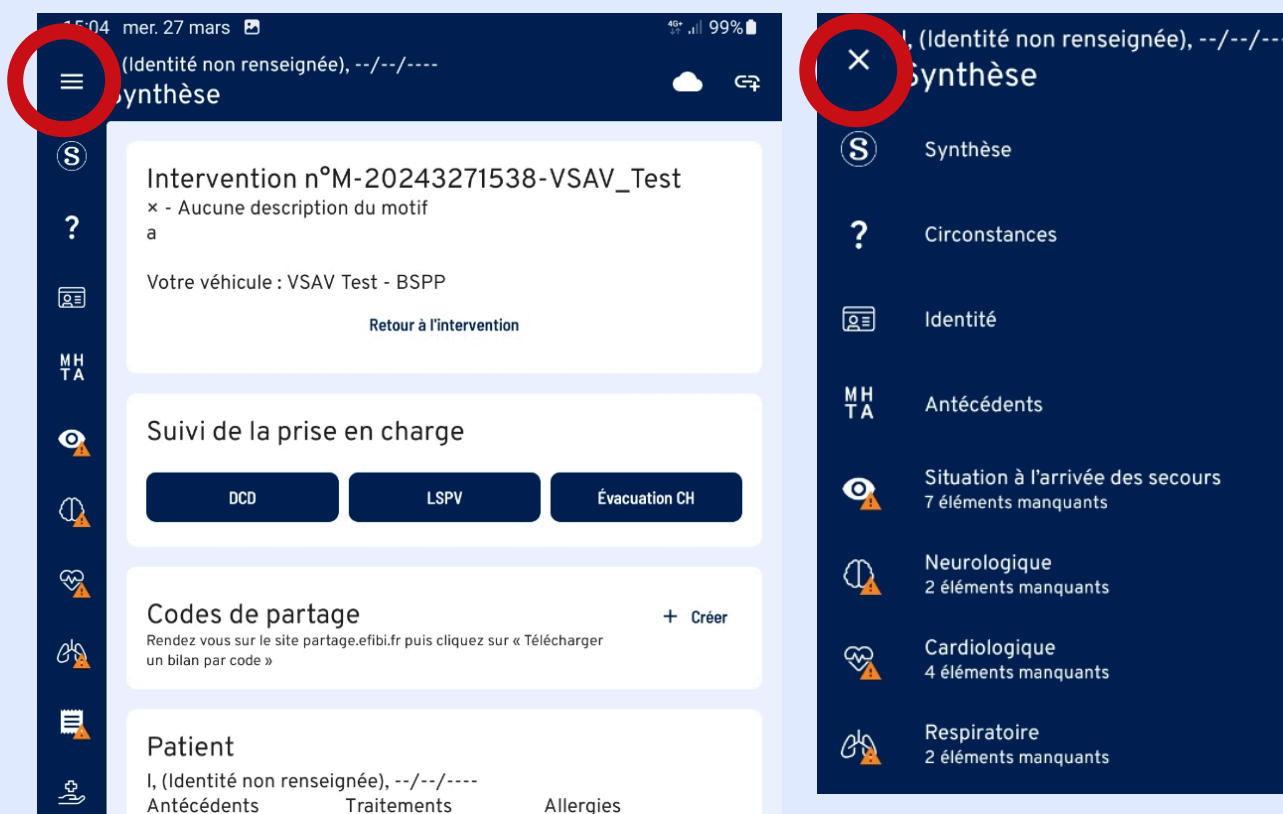 15:04 mer. 27 mars 4G+ 99%
(Identité non renseignée), --/--/----
ynthèse
S
?
MH
TA
Intervention n°M-20243271538-VSAV_Test
× - Aucune description du motif
a
Votre véhicule : VSAV Test - BSPP
Retour à l'intervention
Suivi de la prise en charge
DCD LSPV Évacuation CH
Codes de partage
+ Créer
Rendez vous sur le site partage.efibi.fr puis cliquez sur « Télécharger
un bilan par code »
Patient
I, (Identité non renseignée), --/--/----
Antécédents Traitements Allergies
I, (Identité non renseignée), --/--/---
Synthèse
S Synthèse
? Circonstances
Identité
MH
TA
Antécédents
Situation à l’arrivée des secours
7 éléments manquants
Neurologique
2 éléments manquants
Cardiologique
4 éléments manquants
Respiratoire
2 éléments manquants